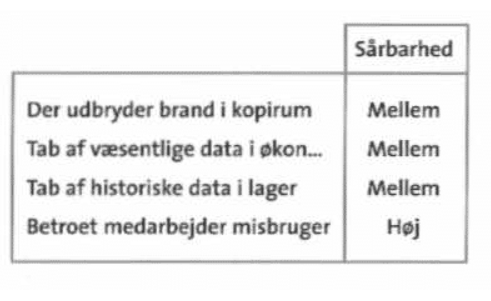 Sårbarhed
Der udbryder brand i kopirum Mellem
Tab af væsentlige data i økon... Mellem
Tab af historiske data i lager Mellem
Betroet medarbejder misbruger Høj